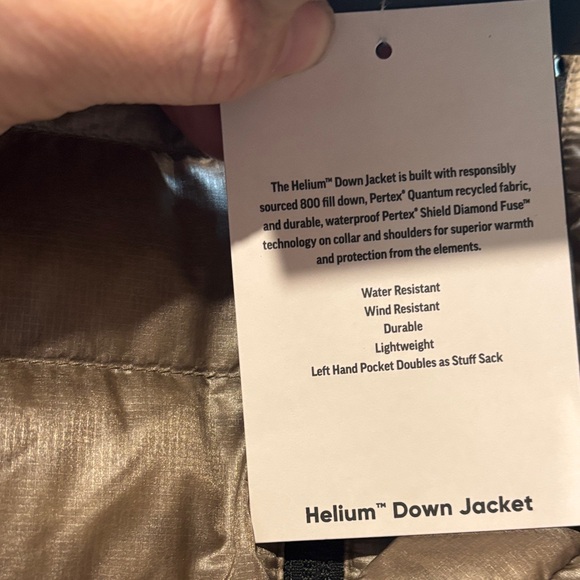 The Helium™ Down Jacket is built with responsibly
sourced 800 fill down, Pertex® Quantum recycled fabric,
and durable, waterproof Pertex® Shield Diamond Fuse™
technology on collar and shoulders for superior warmth
and protection from the elements.
Water Resistant
Wind Resistant
Durable
Lightweight
Left Hand Pocket Doubles as Stuff Sack
Helium™ Down Jacket